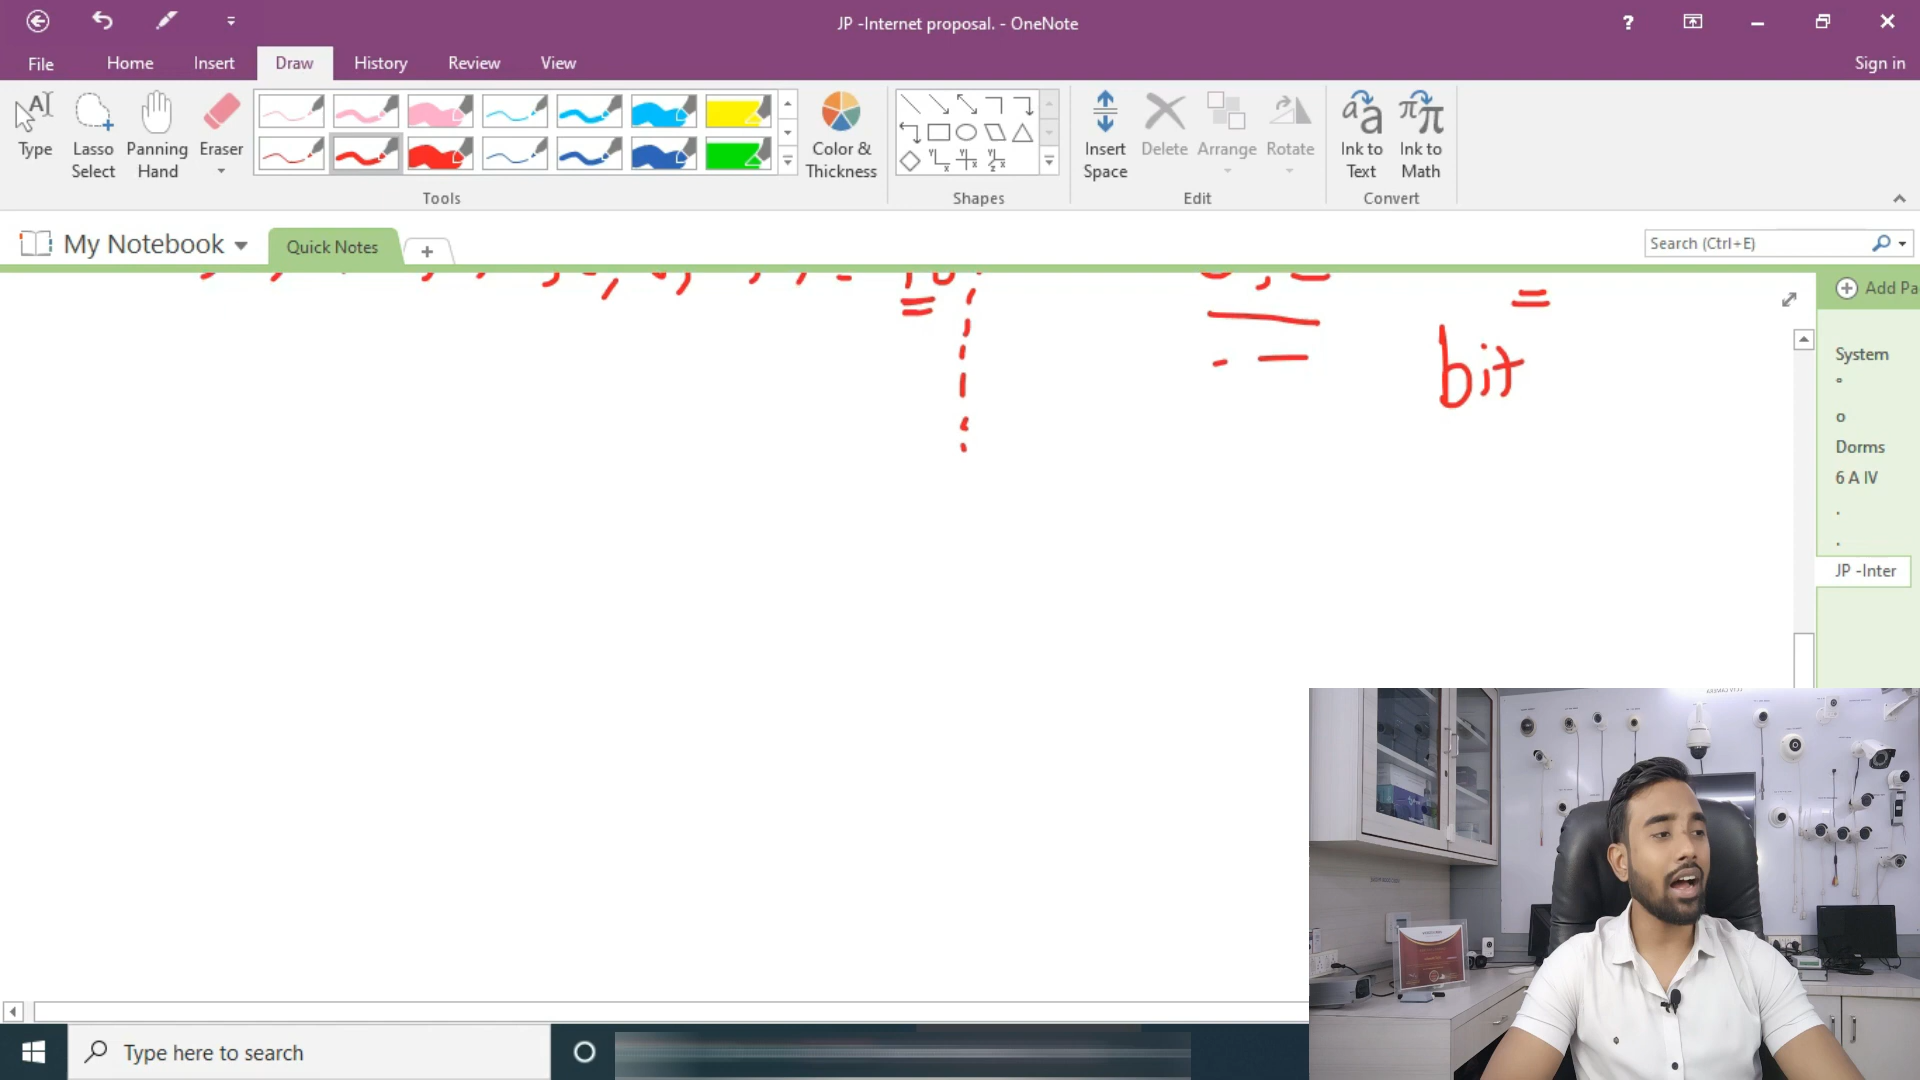 JP -Internet proposal. - OneNote
?
File Home Insert Draw History Review View Sign in
Type
Lasso Select
Panning Hand
Eraser
Color & Thickness
Insert Space
Delete
Arrange
Rotate
Ink to Text
Ink to Math
Tools Shapes Edit Convert
My Notebook Quick Notes + Search (Ctrl+E)
Add Pa
System
Dorms
6 A IV
JP -Inter
bit
Type here to search